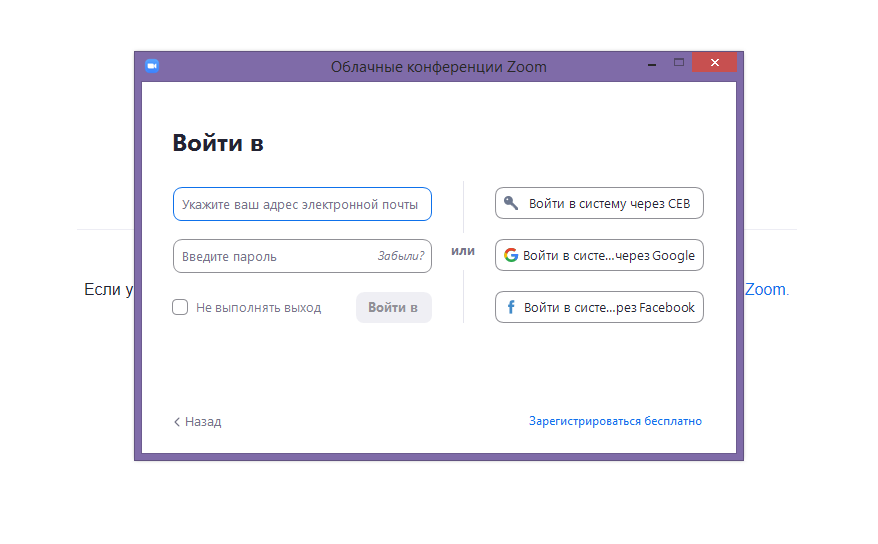 Облачные конференции Zoom
Войти в
Укажите ваш адрес электронной почты
Введите пароль
Забыли?
Не выполнять выход
Войти в
или
Войти в систему через СЕВ
Войти в систе...через Google
Войти в систе...рез Facebook
Если у
Zoom.
Назад
Зарегистрироваться бесплатно